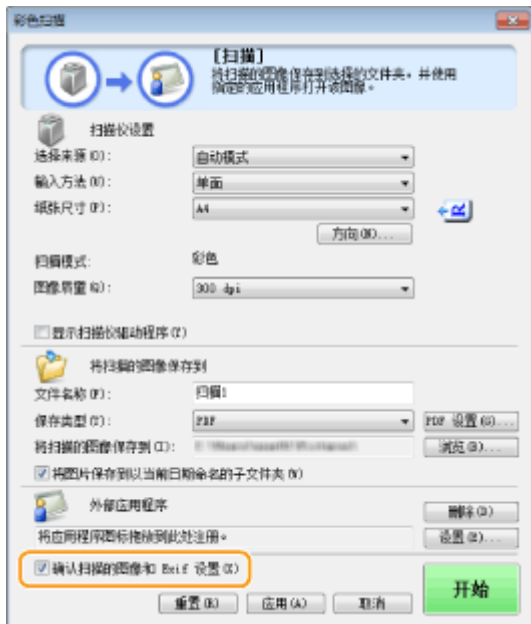 彩色扫描
[扫描]
将扫描的图像保存到选择的文件夹，并使用
指定的应用程序打开该图像。
扫描仪设置
选择来源(O): 自动模式
输入方法(M): 单面
纸张尺寸(P): A4
方向(N)...
扫描模式: 彩色
图像质量(Q): 300 dpi
显示扫描仪驱动程序(Y)
将扫描的图像保存到
文件名称(F): 扫描1
保存类型(T): PDF PDF 设置(G)...
将扫描的图像保存到(I): 浏览(B)...
将图片保存到以当前日期命名的子文件夹(W)
外部应用程序 删除(D)
将应用程序图标拖放到此处注册。 设置(Z)...
确认扫描的图像和 Exif 设置(X)
重置(R) 应用(A) 取消 开始